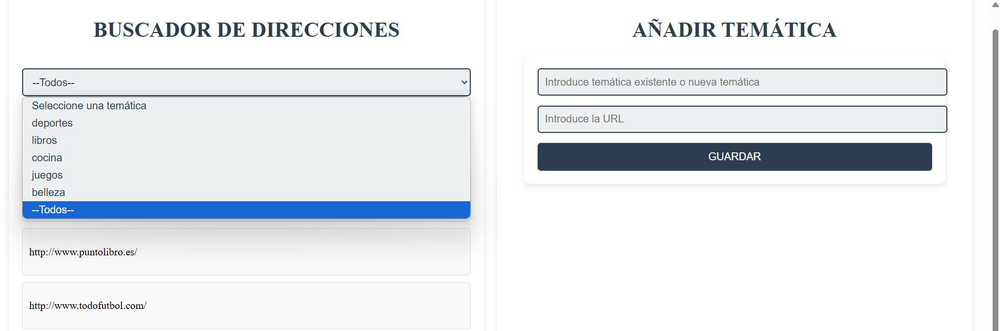 BUSCADOR DE DIRECCIONES
--Todos--
Seleccione una temática
deportes
libros
cocina
juegos
belleza
--Todos--
http://www.puntolibro.es/
http://www.todofutbol.com/
AÑADIR TEMÁTICA
Introduce temática existente o nueva temática
Introduce la URL
GUARDAR